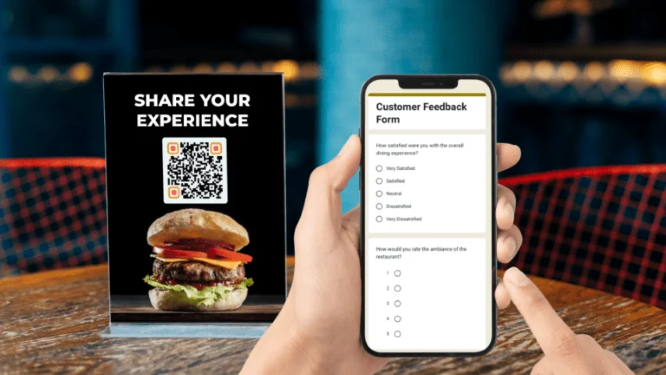 SHARE YOUR
EXPERIENCE
Customer Feedback
Form
How satisfied were you with the overall
dining experience?
Very Satisfied
Satisfied
Neutral
Dissatisfied
Very Dissatisfied
How would you rate the ambiance of the
restaurant?
1
2
3
4
5